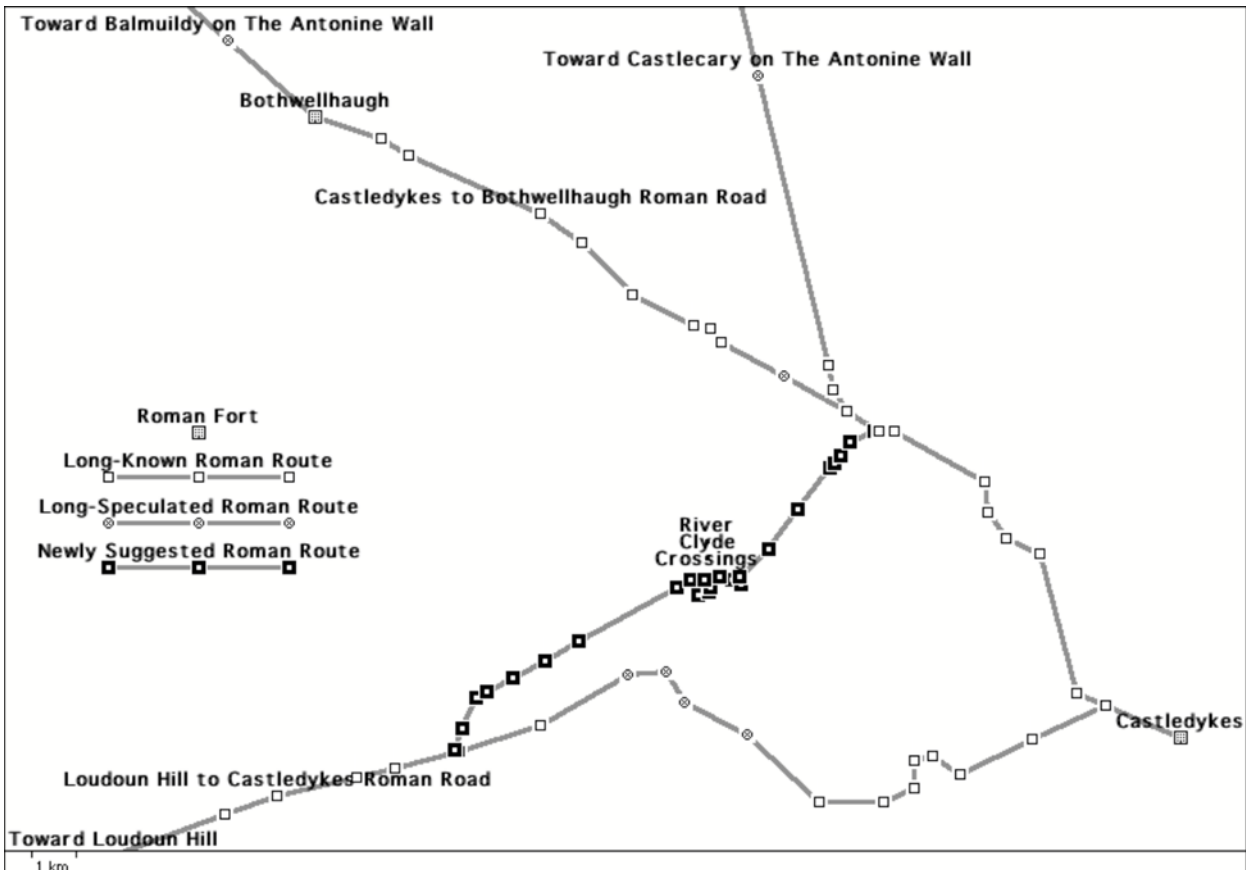 Toward Balmuildy on The Antonine Wall
Toward Castlecary on The Antonine Wall
Bothwellhaugh
Castledykes to Bothwellhaugh Roman Road
Roman Fort
Long-Known Roman Route
Long-Speculated Roman Route
Newly Suggested Roman Route
River
Clyde
Crossings
Castledykes
Loudoun Hill to Castledykes Roman Road
Toward Loudoun Hill
1 km